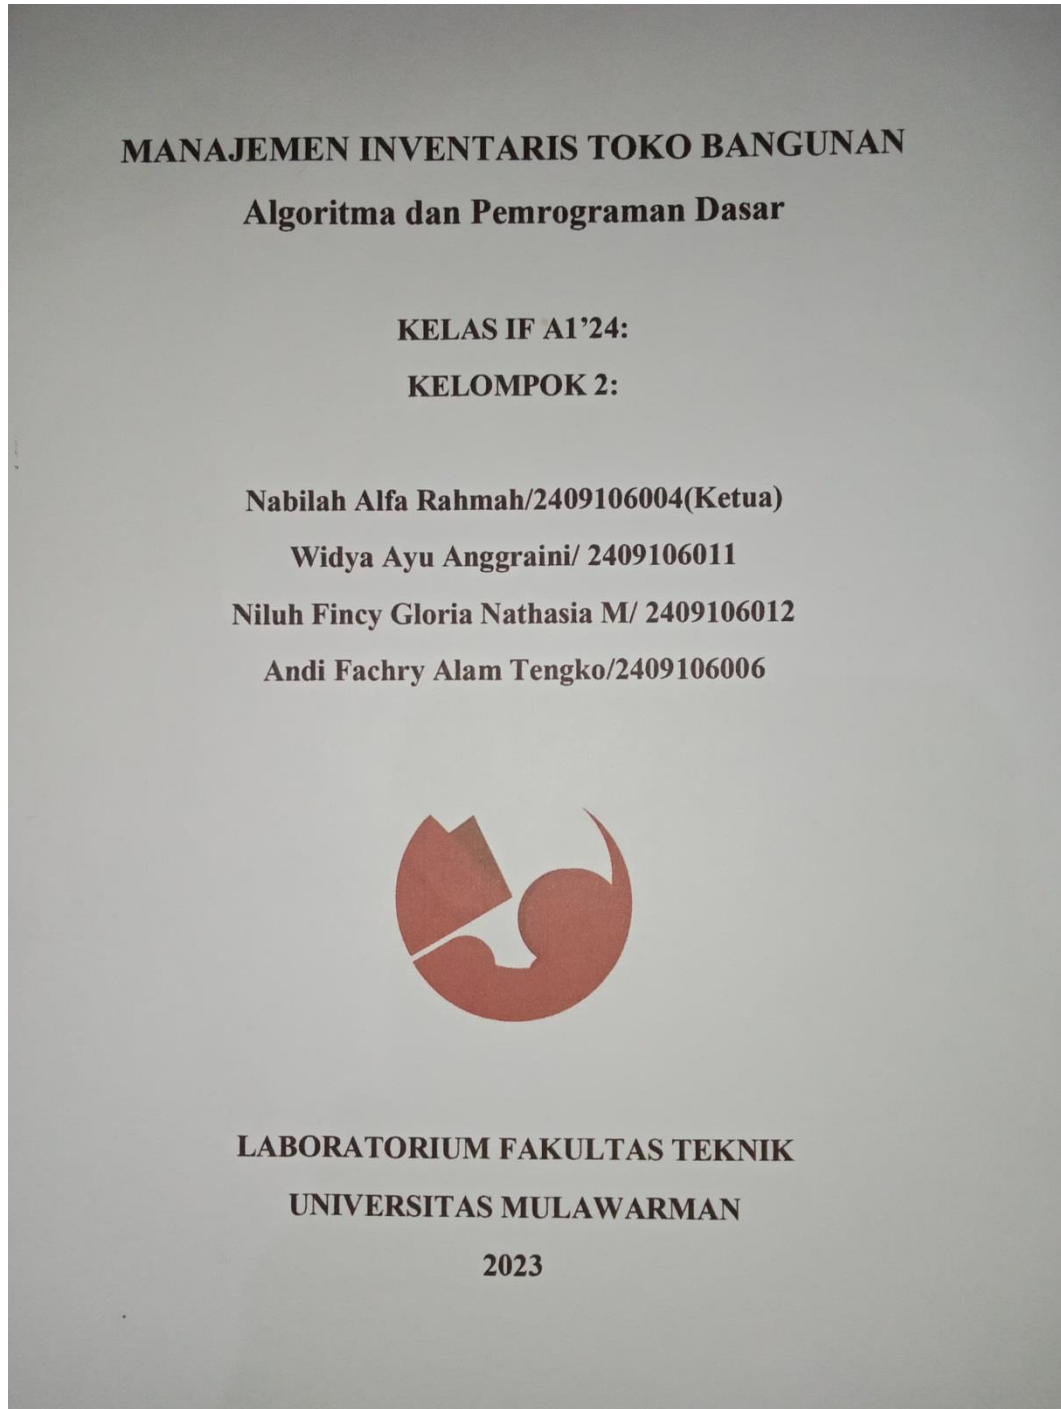 MANAJEMEN INVENTARIS TOKO BANGUNAN
Algoritma dan Pemrograman Dasar
KELAS IF A1’24:
KELOMPOK 2:
Nabilah Alfa Rahmah/2409106004(Ketua)
Widya Ayu Anggraini/ 2409106011
Niluh Fincy Gloria Nathasia M/ 2409106012
Andi Fachry Alam Tengko/2409106006
LABORATORIUM FAKULTAS TEKNIK
UNIVERSITAS MULAWARMAN
2023